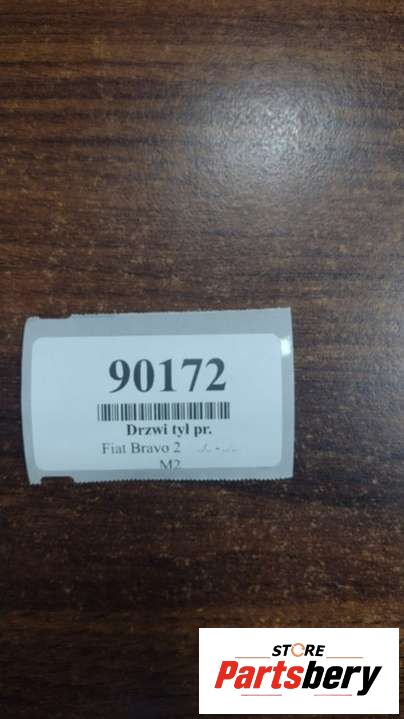 90172
Drzwi tył pr.
Fiat Bravo 2
M2
STORE
Partsbery